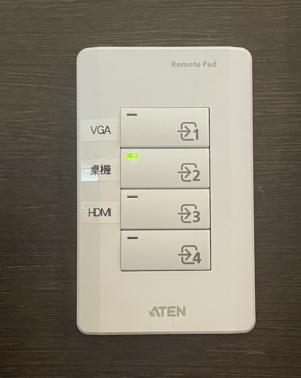 Remote Pad
VGA
1
桌機
2
HDMI
3
4
ATEN